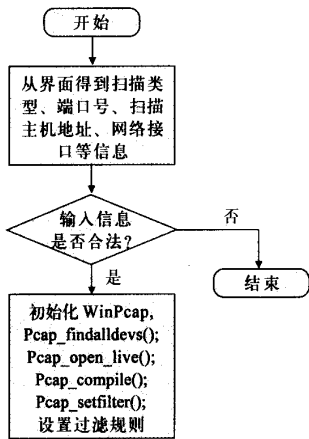 开始
从界面得到扫描类
型、端口号、扫描
主机地址、网络接
口等信息
输入信息
是否合法?
否
是
结束
初始化 WinPcap,
Pcap_findalldevs();
Pcap_open_live();
Pcap_compile();
Pcap_setfilter();
设置过滤规则